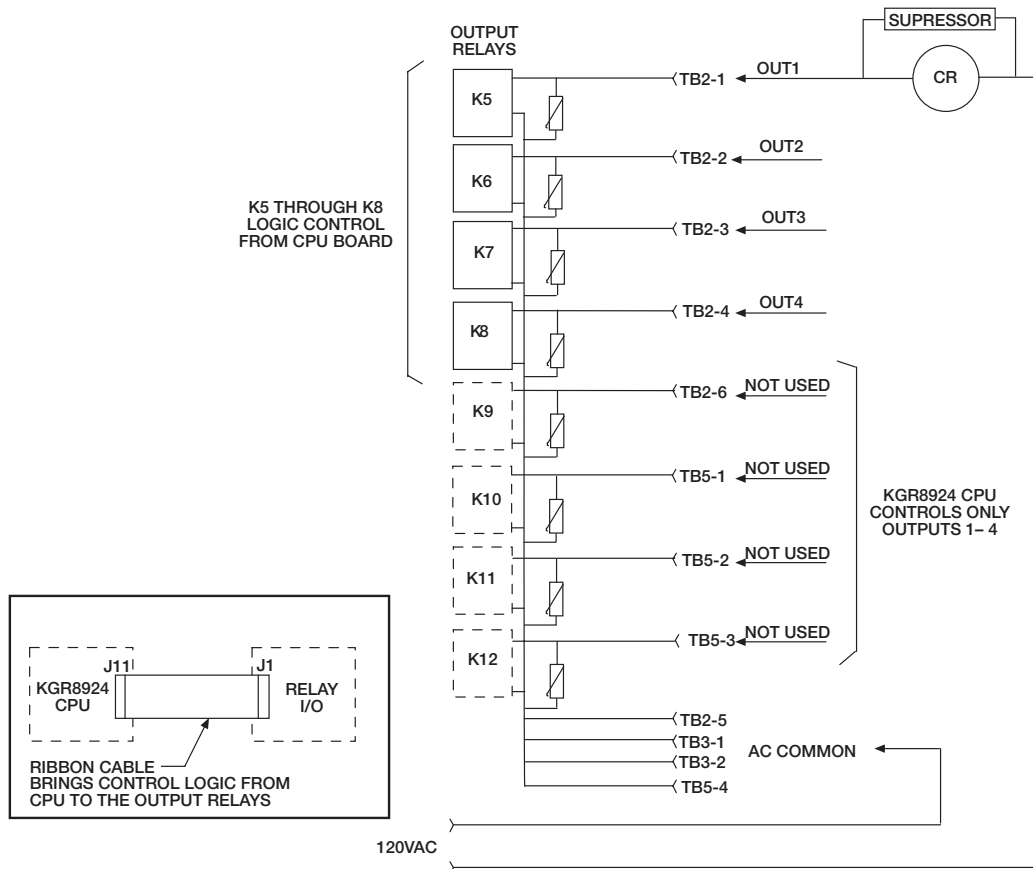 SUPRESSOR
OUTPUT
RELAYS
CR
K5
TB2-1
OUT1
K6
TB2-2
OUT2
K5 THROUGH K8
LOGIC CONTROL
FROM CPU BOARD
K7
TB2-3
OUT3
K8
TB2-4
OUT4
K9
TB2-6
NOT USED
K10
TB5-1
NOT USED
KGR8924 CPU
CONTROLS ONLY
OUTPUTS 1– 4
K11
TB5-2
NOT USED
K12
TB5-3
NOT USED
J11
J1
KGR8924
CPU
RELAY
I/O
RIBBON CABLE
BRINGS CONTROL LOGIC FROM
CPU TO THE OUTPUT RELAYS
TB2-5
TB3-1
TB3-2
AC COMMON
TB5-4
120VAC